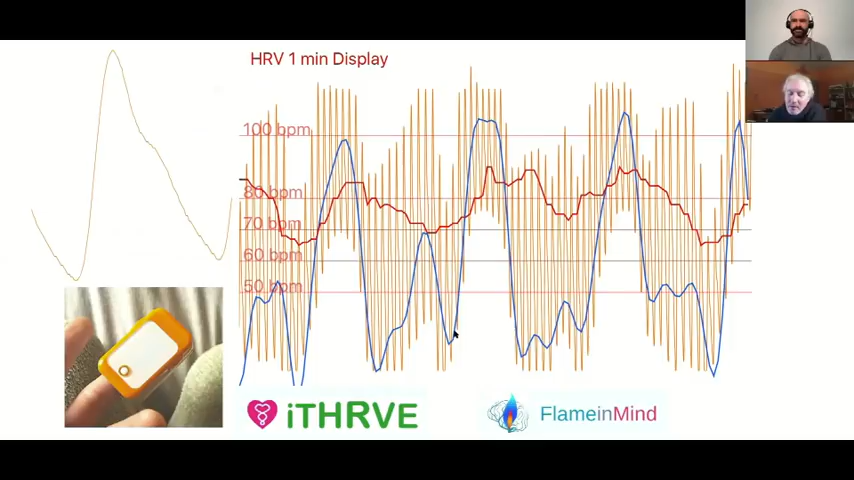 HRV 1 min Display
100 bpm
80 bpm
70 bpm
60 bpm
50 bpm
iTHRVE
FlameinMind